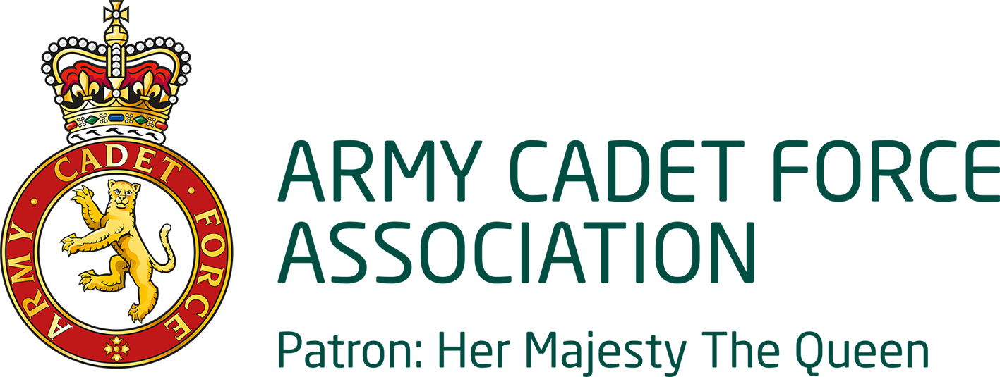 ARMY · CADET · FORCE
ARMY CADET FORCE
ASSOCIATION
Patron: Her Majesty The Queen